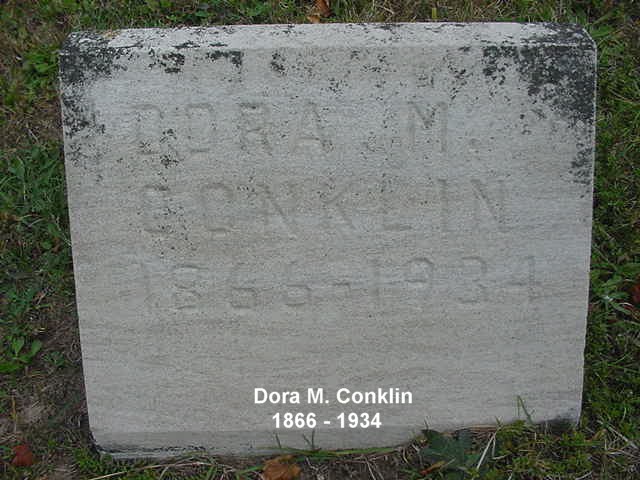 DORA M.
CONKLIN
1866-1934
Dora M. Conklin
1866 - 1934